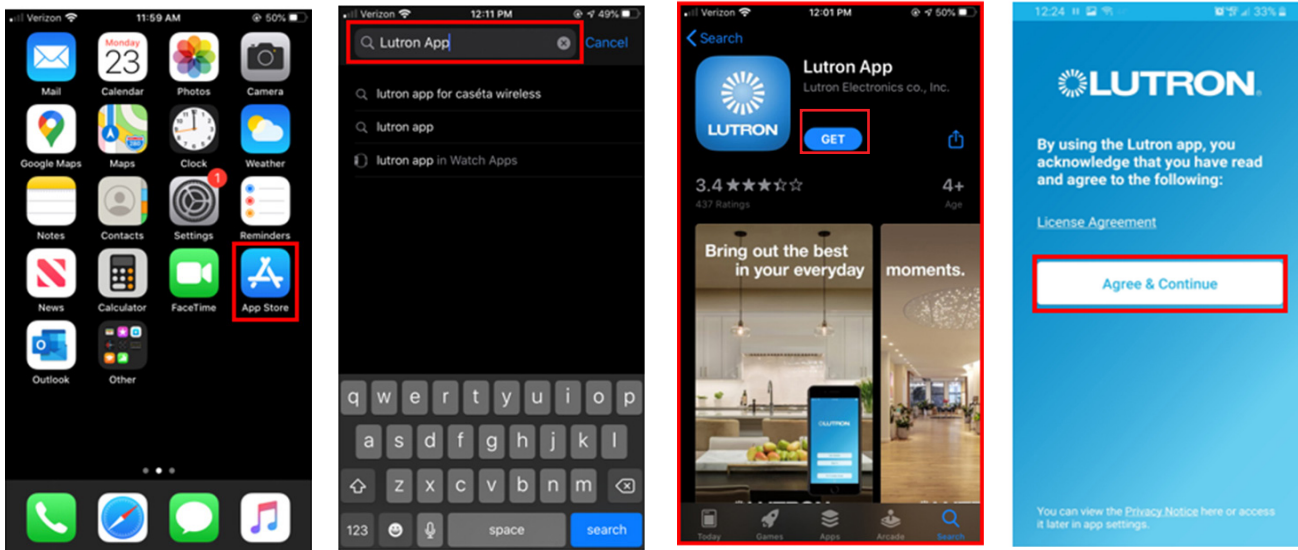 Verizon 11:59 AM 50%
Monday
23
Mail Calendar Photos Camera
280
Google Maps Maps Clock Weather
1
Notes Contacts Settings Reminders
News Calculator FaceTime App Store
Outlook Other
Verizon 12:11 PM 49%
Lutron App Cancel
lutron app for caséta wireless
lutron app
lutron app in Watch Apps
q w e r t y u i o p
a s d f g h j k l
z x c v b n m
123 space search
Verizon 12:01 PM 50%
Search
LUTRON
Lutron App
Lutron Electronics co., Inc.
GET
3.4 4+
437 Ratings Age
Bring out the best
in your everyday moments.
LUTRON
Today Games Apps Arcade Search
12:24 33%
LUTRON
By using the Lutron app, you
acknowledge that you have read
and agree to the following:
License Agreement
Agree & Continue
You can view the Privacy Notice here or access
it later in app settings.